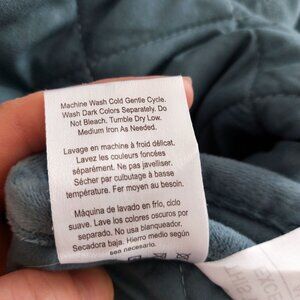 Machine Wash Cold Gentle Cycle.
Wash Dark Colors Separately. Do
Not Bleach. Tumble Dry Low.
Medium Iron As Needed.
Lavage en machine à froid délicat.
Lavez les couleurs foncées
séparément. Ne pas javelliser.
Sécher par culbutage à basse
température. Fer moyen au besoin.
Máquina de lavado en frío, ciclo
suave. Lave los colores oscuros por
separado. No usa blanqueador.
Secadora baja. Hierro medio según
sea necesario.